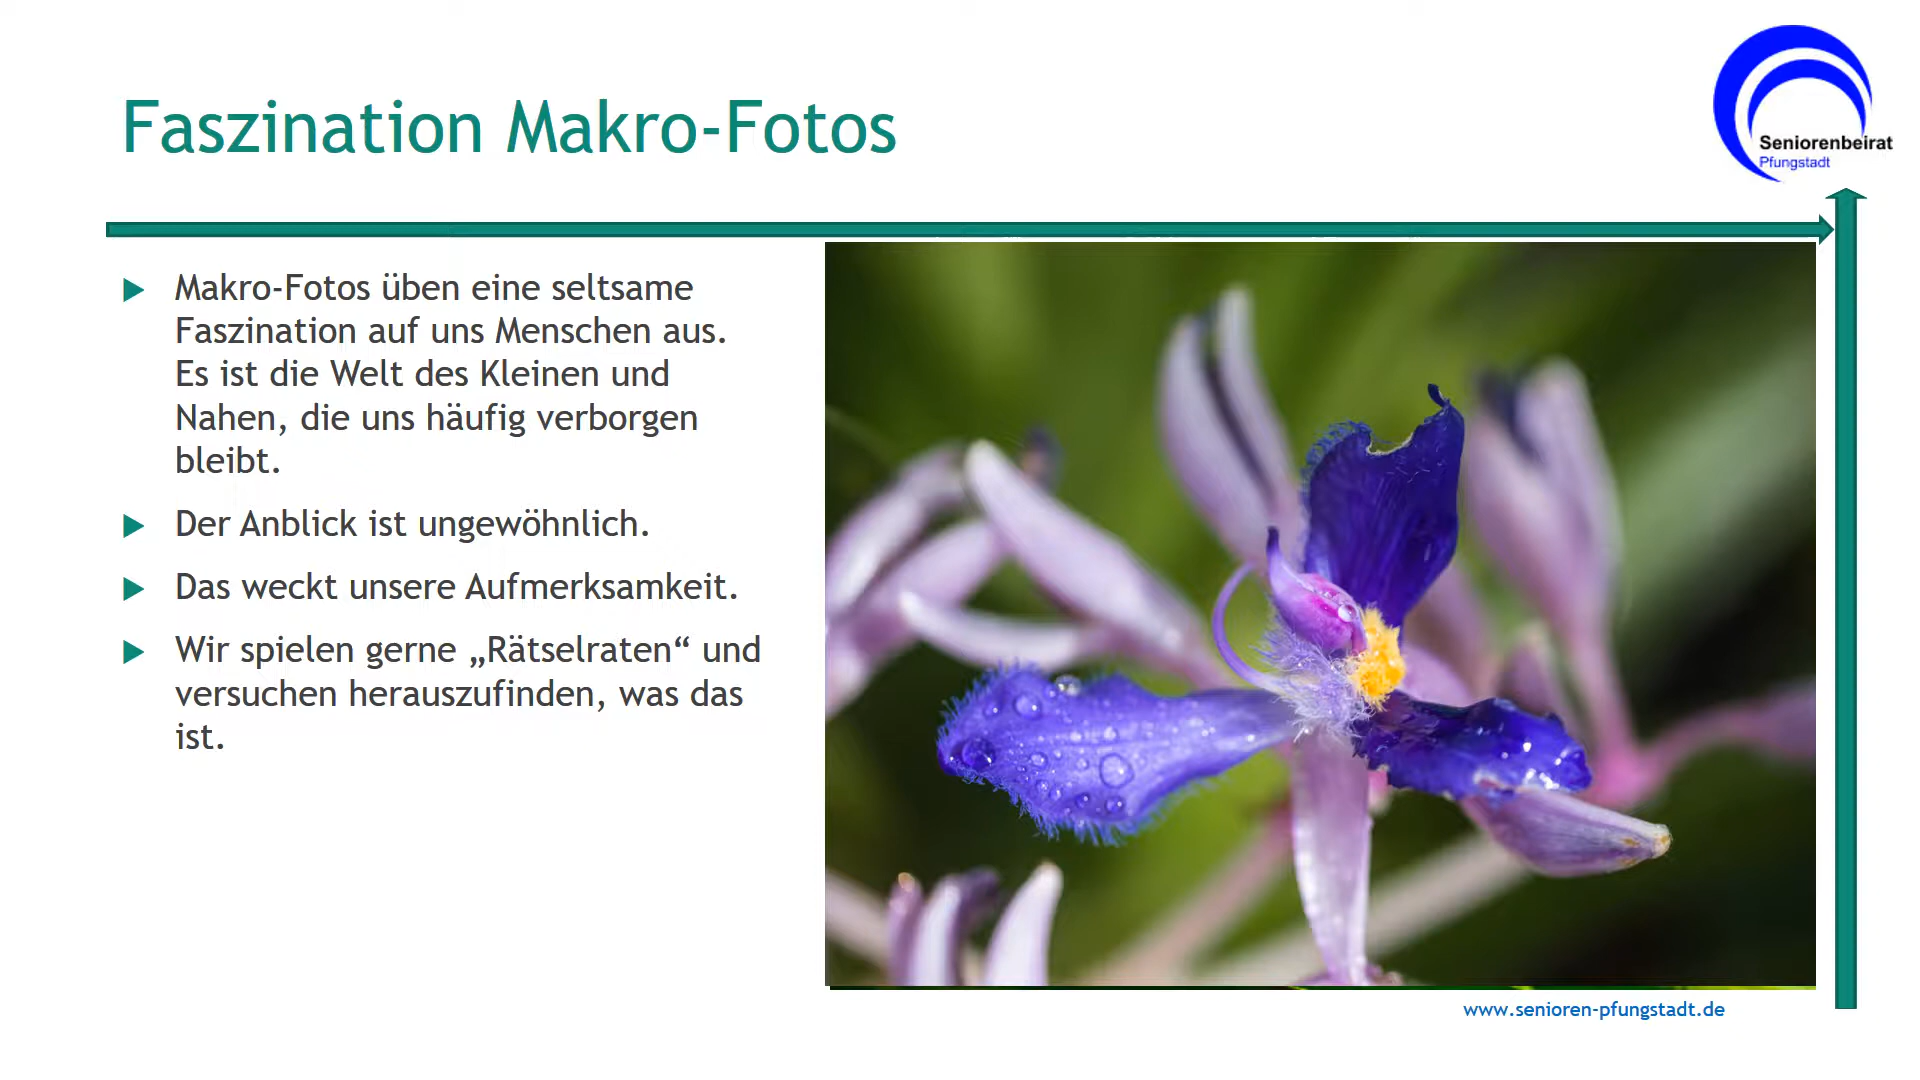 Faszination Makro-Fotos
Seniorenbeirat
Pfungstadt
Makro-Fotos üben eine seltsame
Faszination auf uns Menschen aus.
Es ist die Welt des Kleinen und
Nahen, die uns häufig verborgen
bleibt.
Der Anblick ist ungewöhnlich.
Das weckt unsere Aufmerksamkeit.
Wir spielen gerne „Rätselraten“ und
versuchen herauszufinden, was das
ist.
www.senioren-pfungstadt.de